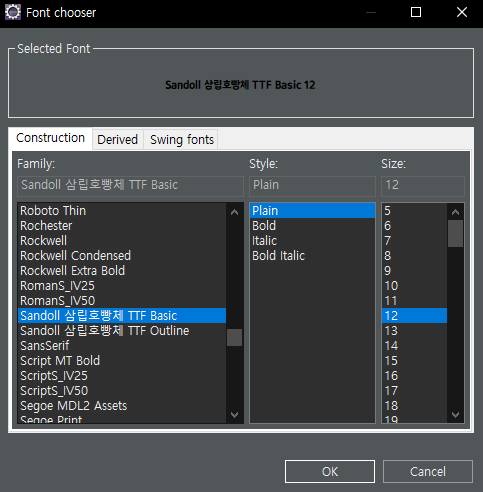 Font chooser
Selected Font
Sandoll 삼립호빵체 TTF Basic 12
Construction
Derived
Swing fonts
Family:
Sandoll 삼립호빵체 TTF Basic
Roboto Thin
Rochester
Rockwell
Rockwell Condensed
Rockwell Extra Bold
RomanS_IV25
RomanS_IV50
Sandoll 삼립호빵체 TTF Basic
Sandoll 삼립호빵체 TTF Outline
SansSerif
Script MT Bold
ScriptS_IV25
ScriptS_IV50
Segoe MDL2 Assets
Segoe Print
Style:
Plain
Plain
Bold
Italic
Bold Italic
Size:
12
5
6
7
8
9
10
11
12
13
14
15
16
17
18
19
OK
Cancel